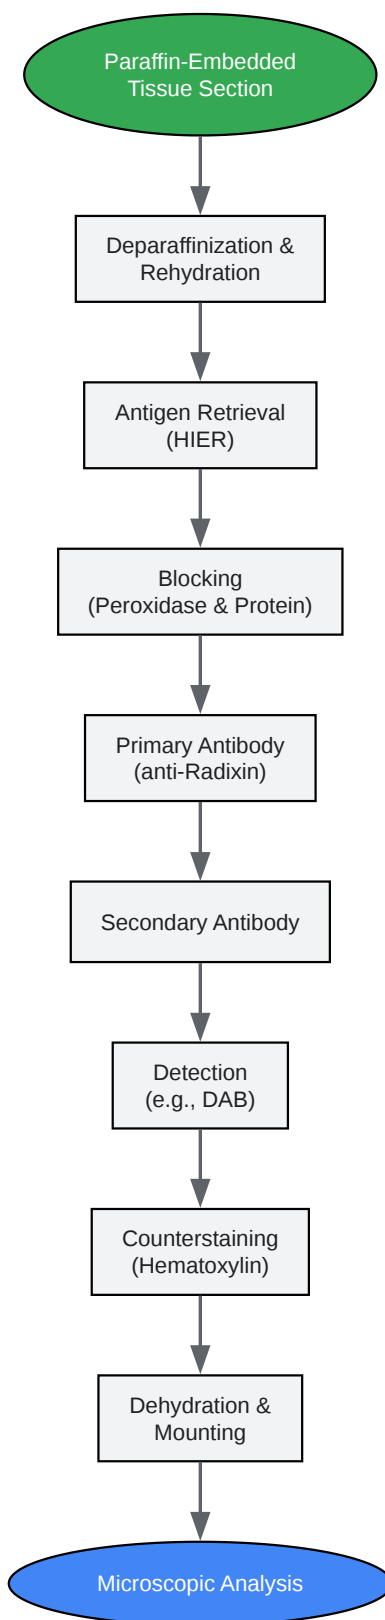 Paraffin-Embedded
Tissue Section
Deparaffinization &
Rehydration
Antigen Retrieval
(HIER)
Blocking
(Peroxidase & Protein)
Primary Antibody
(anti-Radixin)
Secondary Antibody
Detection
(e.g., DAB)
Counterstaining
(Hematoxylin)
Dehydration &
Mounting
Microscopic Analysis